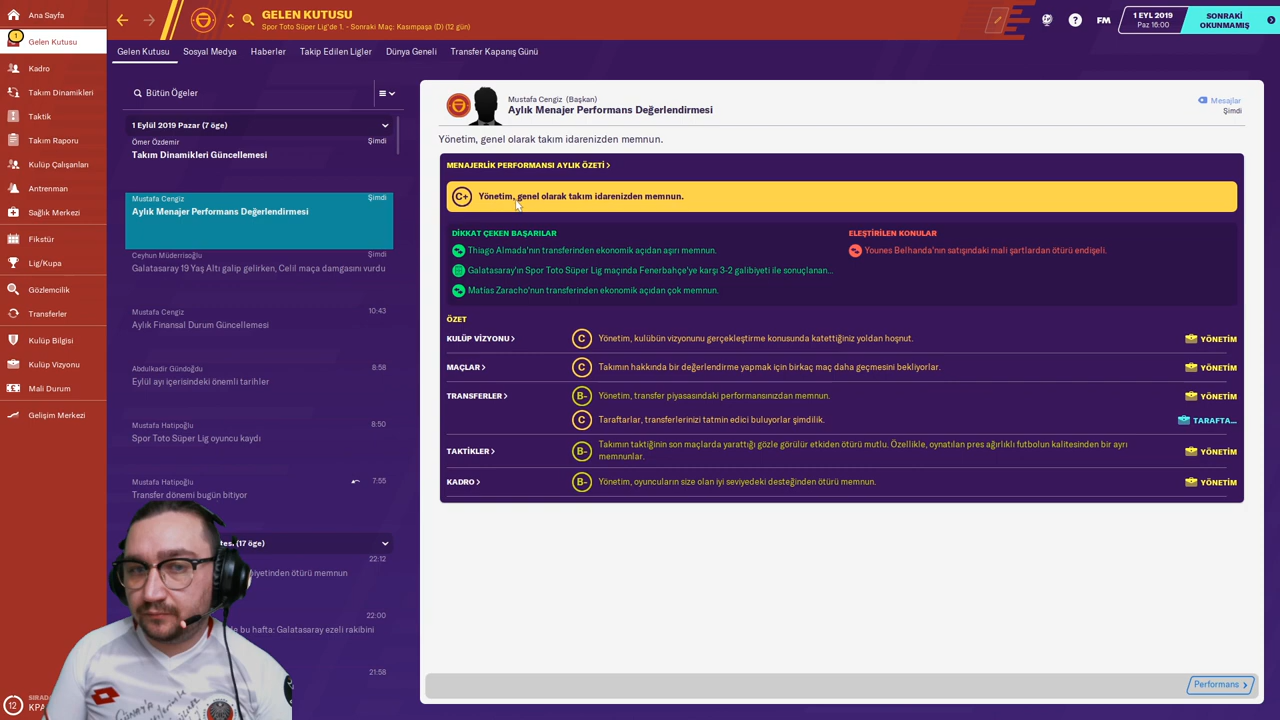 Ana Sayfa
1
Gelen Kutusu
Kadro
Takım Dinamikleri
Taktik
Takım Raporu
Kulüp Çalışanları
Antrenman
Sağlık Merkezi
Fikstür
Lig/Kupa
Gözlemcilik
Transferler
Kulüp Bilgisi
Kulüp Vizyonu
Mali Durum
Gelişim Merkezi
12
KPA
GELEN KUTUSU
Spor Toto Süper Lig'de 1. - Sonraki Maç: Kasımpaşa (D) (12 gün)
?
FM
1 EYL 2019
Paz 16:00
SONRAKİ
OKUNMAMIŞ
Gelen Kutusu Sosyal Medya Haberler Takip Edilen Ligler Dünya Geneli Transfer Kapanış Günü
Bütün Ögeler
1 Eylül 2019 Pazar (7 öge)
Ömer Özdemir Şimdi
Takım Dinamikleri Güncellemesi
Mustafa Cengiz Şimdi
Aylık Menajer Performans Değerlendirmesi
Ceyhun Müderrisoğlu Şimdi
Galatasaray 19 Yaş Altı galip gelirken, Celil maça damgasını vurdu
Mustafa Cengiz 10:43
Aylık Finansal Durum Güncellemesi
Abdulkadir Gündoğdu 8:58
Eylül ayı içerisindeki önemli tarihler
Mustafa Hatipoğlu 8:50
Spor Toto Süper Lig oyuncu kaydı
Mustafa Hatipoğlu 7:55
Transfer dönemi bugün bitiyor
(17 öge)
22:12
ötürü memnun
22:00
bu hafta: Galatasaray ezeli rakibini
21:58
Mustafa Cengiz (Başkan)
Aylık Menajer Performans Değerlendirmesi
Mesajlar
Şimdi
Yönetim, genel olarak takım idarenizden memnun.
MENAJERLİK PERFORMANSI AYLIK ÖZETİ
C+ Yönetim, genel olarak takım idarenizden memnun.
DİKKAT ÇEKEN BAŞARILAR
Thiago Almada'nın transferinden ekonomik açıdan aşırı memnun.
Galatasaray'ın Spor Toto Süper Lig maçında Fenerbahçe'ye karşı 3-2 galibiyeti ile sonuçlanan...
Matías Zaracho'nun transferinden ekonomik açıdan çok memnun.
ELEŞTİRİLEN KONULAR
Younes Belhanda'nın satışındaki mali şartlardan ötürü endişeli.
ÖZET
KULÜP VİZYONU C Yönetim, kulübün vizyonunu gerçekleştirme konusunda katettiğiniz yoldan hoşnut. YÖNETİM
MAÇLAR C Takımın hakkında bir değerlendirme yapmak için birkaç maç daha geçmesini bekliyorlar. YÖNETİM
TRANSFERLER B- Yönetim, transfer piyasasındaki performansınızdan memnun. YÖNETİM
C Taraftarlar, transferlerinizi tatmin edici buluyorlar şimdilik. TARAFTA...
TAKTİKLER B- Takımın taktiğinin son maçlarda yarattığı gözle görülür etkiden ötürü mutlu. Özellikle, oynatılan pres ağırlıklı futbolun kalitesinden bir ayrı
memnunlar. YÖNETİM
KADRO B- Yönetim, oyuncuların size olan iyi seviyedeki desteğinden ötürü memnun. YÖNETİM
Performans